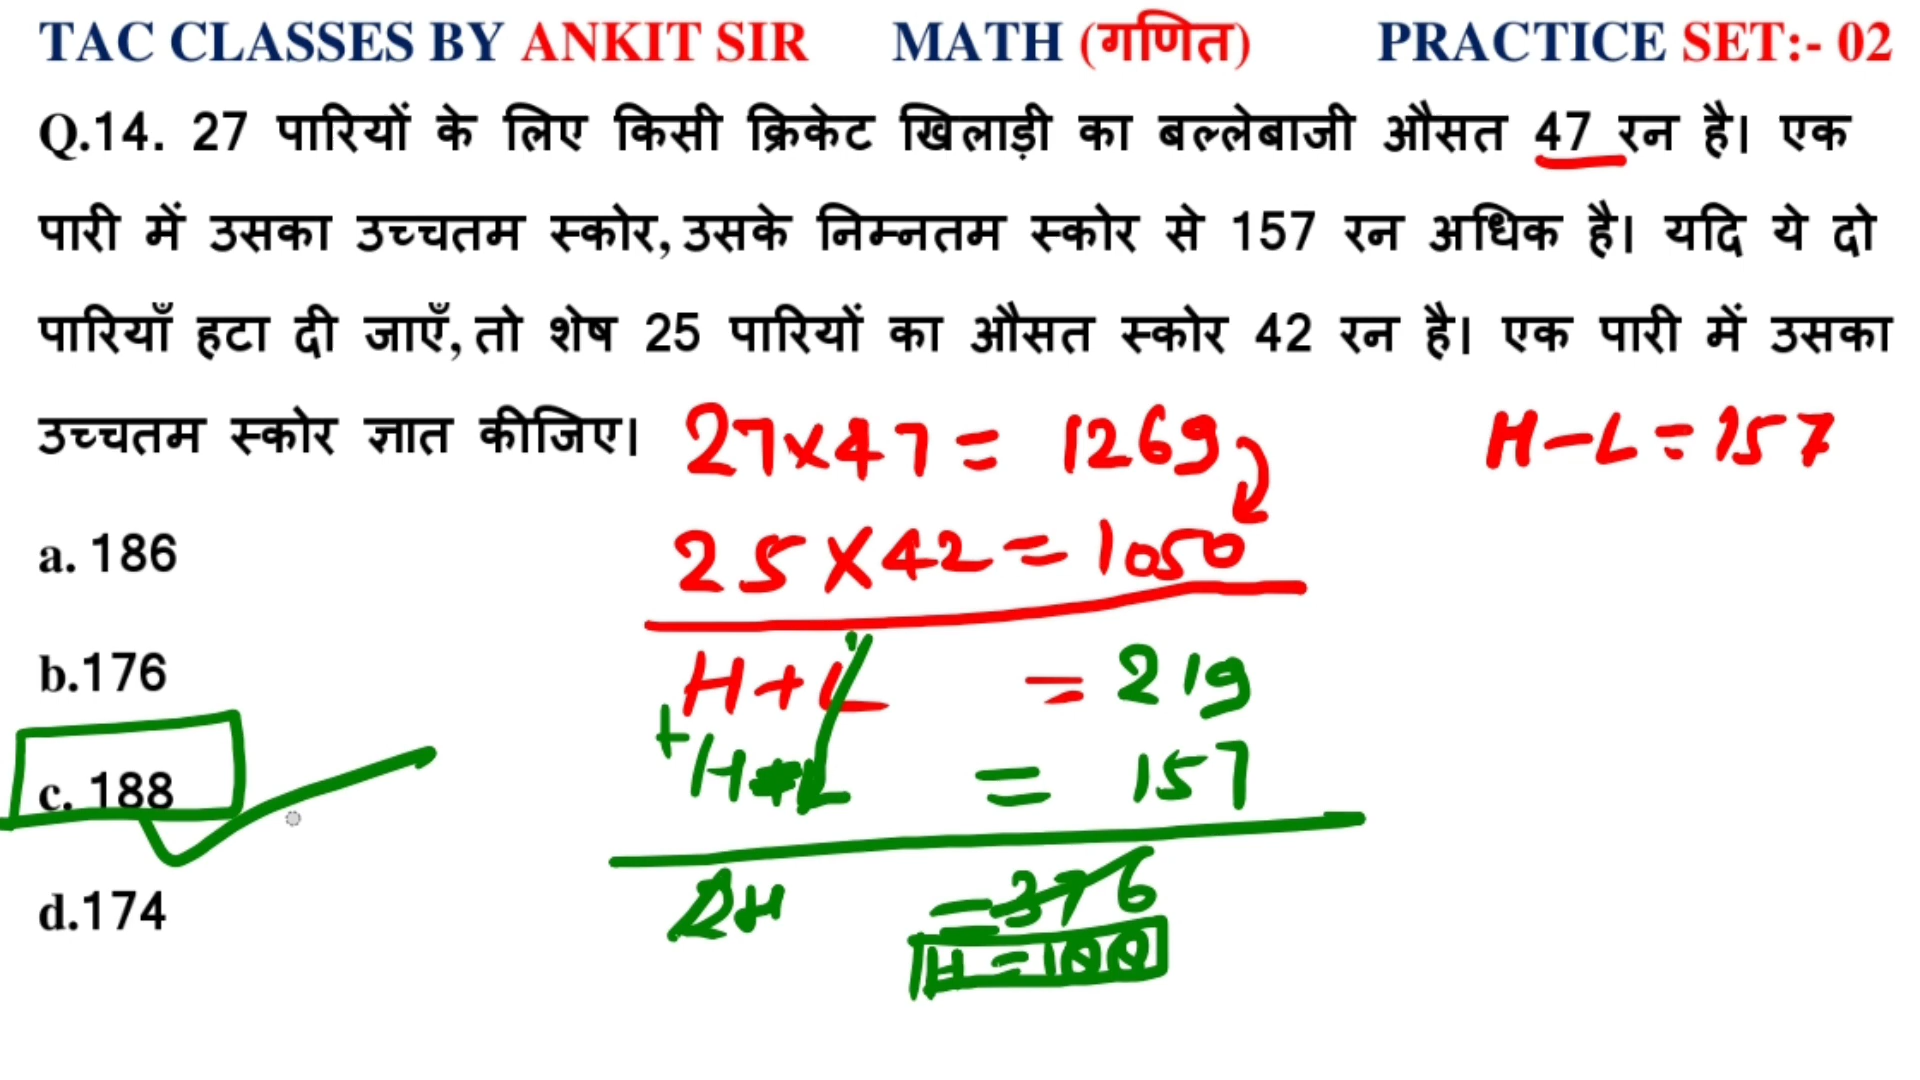 TAC CLASSES BY ANKIT SIR MATH (गणित) PRACTICE SET:- 02
Q.14. 27 पारियों के लिए किसी क्रिकेट खिलाड़ी का बल्लेबाजी औसत 47 रन है। एक
पारी में उसका उच्चतम स्कोर, उसके निम्नतम स्कोर से 157 रन अधिक है। यदि ये दो
पारियाँ हटा दी जाएँ, तो शेष 25 पारियों का औसत स्कोर 42 रन है। एक पारी में उसका
उच्चतम स्कोर ज्ञात कीजिए।
27×47 = 1269
H-L=157
25×42=1050
a. 186
b.176
c. 188
d.174
H+L = 219
+H-L = 157
2H =376
H=188